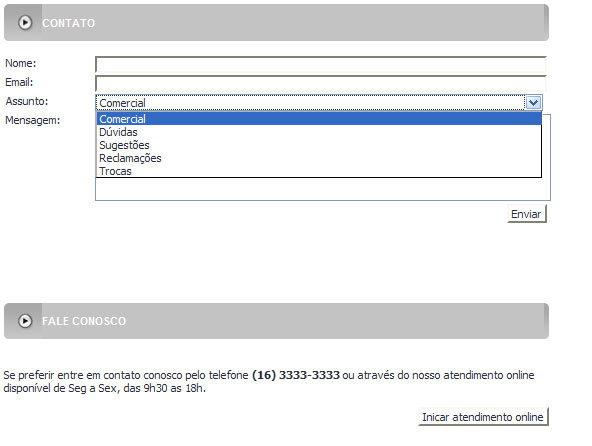 CONTATO
Nome:
Email:
Assunto: Comercial
Mensagem:
Comercial
Dúvidas
Sugestões
Reclamações
Trocas
Enviar
FALE CONOSCO
Se preferir entre em contato conosco pelo telefone (16) 3333-3333 ou através do nosso atendimento online
disponível de Seg a Sex, das 9h30 as 18h.
Inicar atendimento online